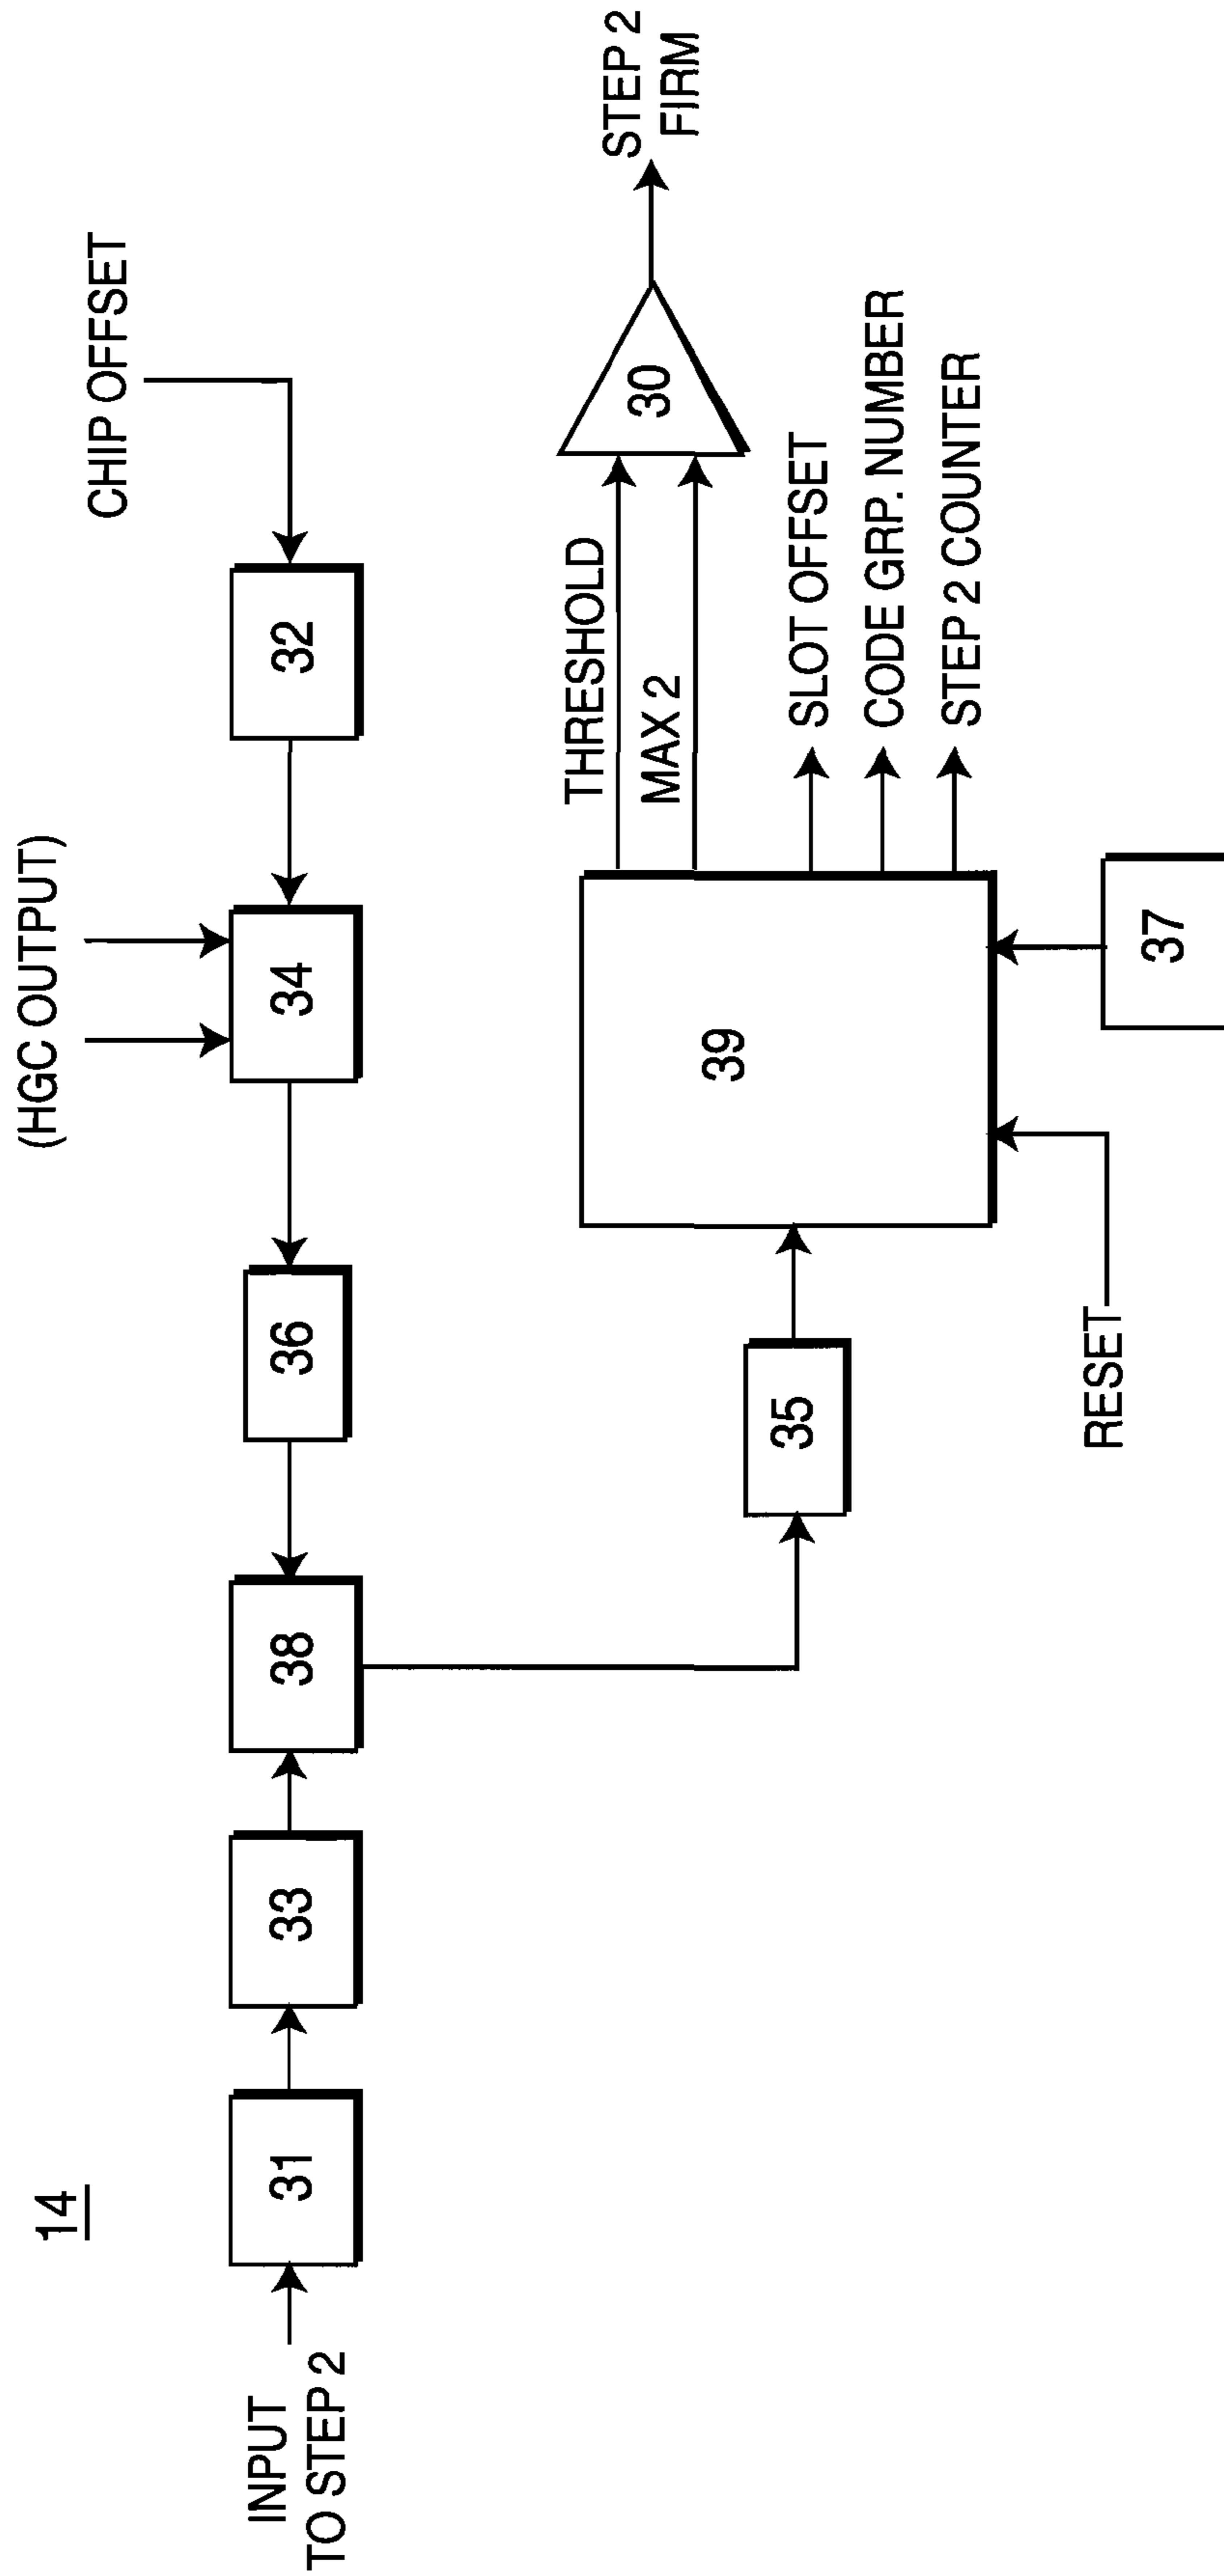 14
INPUT
TO STEP 2
31
33
38
36
34
(HGC OUTPUT)
32
CHIP OFFSET
35
39
RESET
37
THRESHOLD
MAX 2
30
STEP 2
FIRM
SLOT OFFSET
CODE GRP. NUMBER
STEP 2 COUNTER